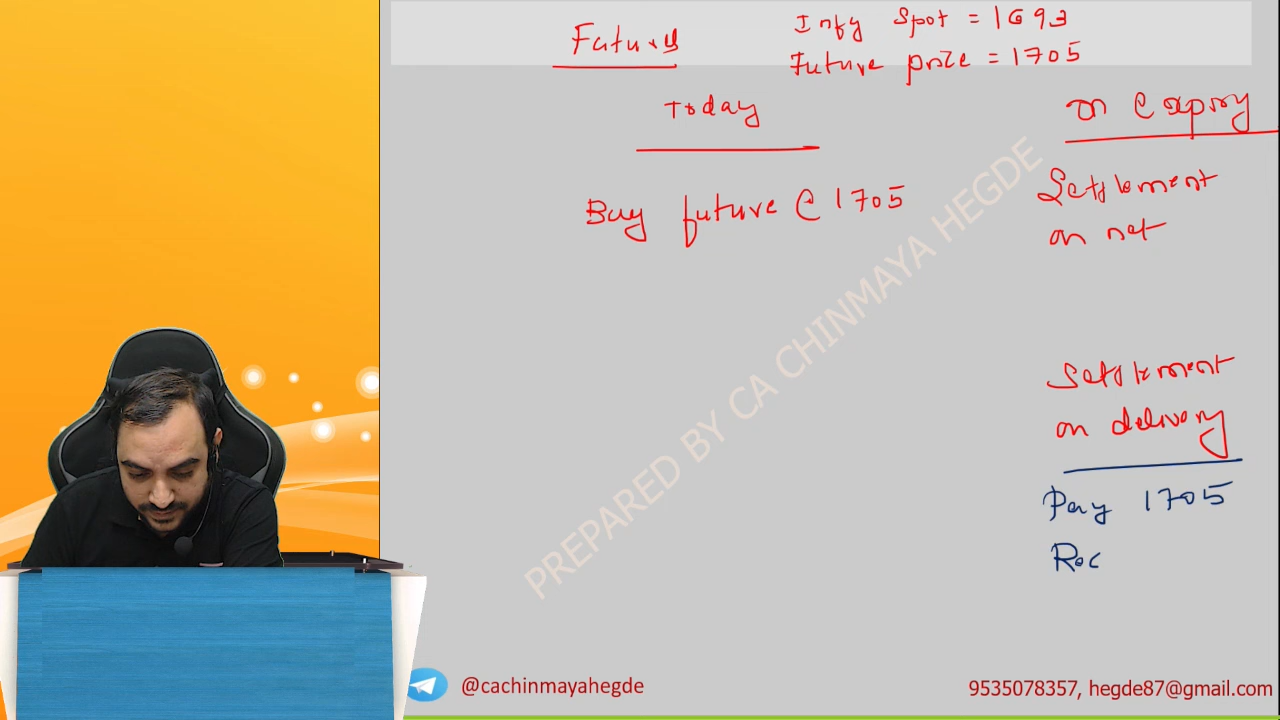 Futures
Infy Spot = 1693
Future price = 1705
Today
on Expiry
Buy future @ 1705
Settlement
on net
Settlement
on delivery
Pay 1705
Rec
PREPARED BY CA CHINMAYA HEGDE
@cachinmayahegde
9535078357, hegde87@gmail.com